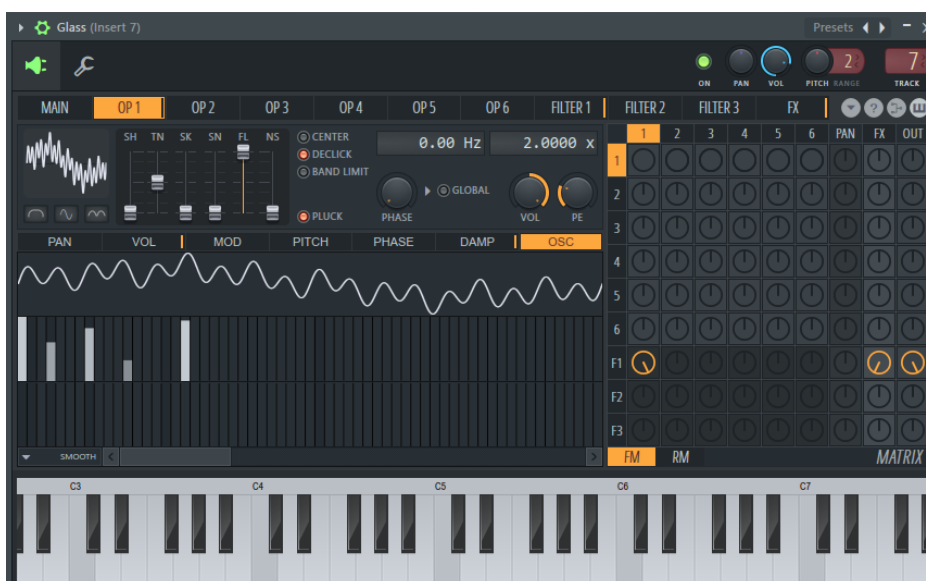 Glass (Insert 7) Presets
2 7
ON PAN VOL PITCH RANGE TRACK
MAIN OP 1 OP 2 OP 3 OP 4 OP 5 OP 6 FILTER 1 FILTER 2 FILTER 3 FX ?
SH TN SK SN FL NS
CENTER
DECLICK
BAND LIMIT
PLUCK
0.00 Hz 2.0000 x
GLOBAL
PHASE VOL PE
PAN VOL MOD PITCH PHASE DAMP OSC
SMOOTH
1 2 3 4 5 6 PAN FX OUT
1
2
3
4
5
6
F1
F2
F3
FM RM MATRIX
C3 C4 C5 C6 C7